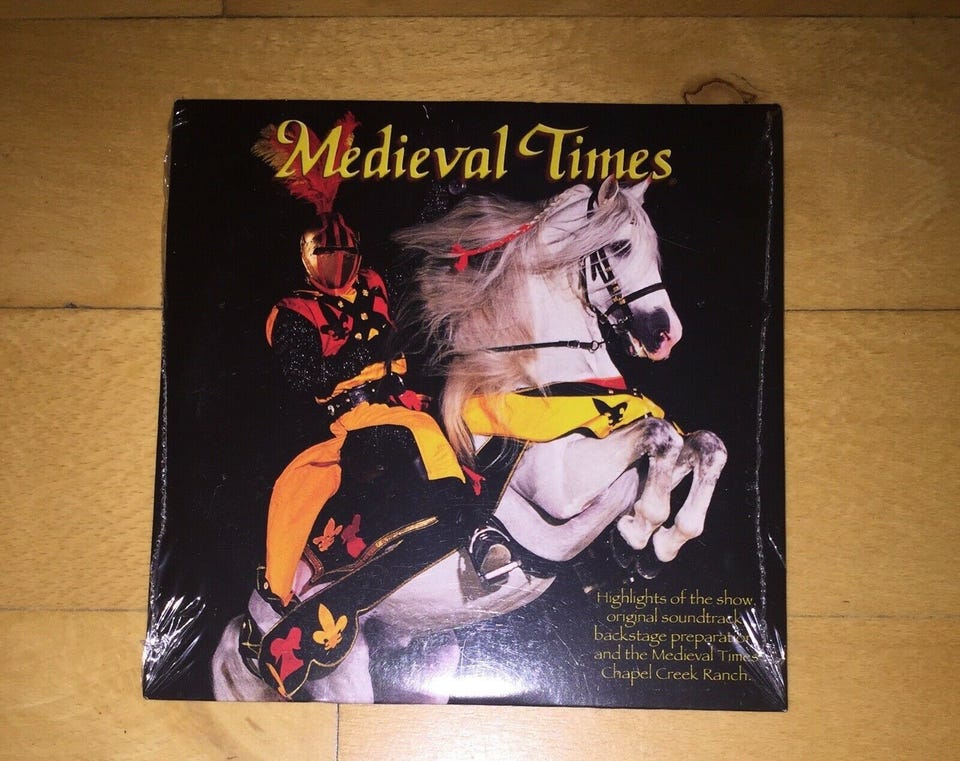 Medieval Times
Highlights of the show
original soundtrack
backstage preparation
and the Medieval Times
Chapel Creek Ranch.